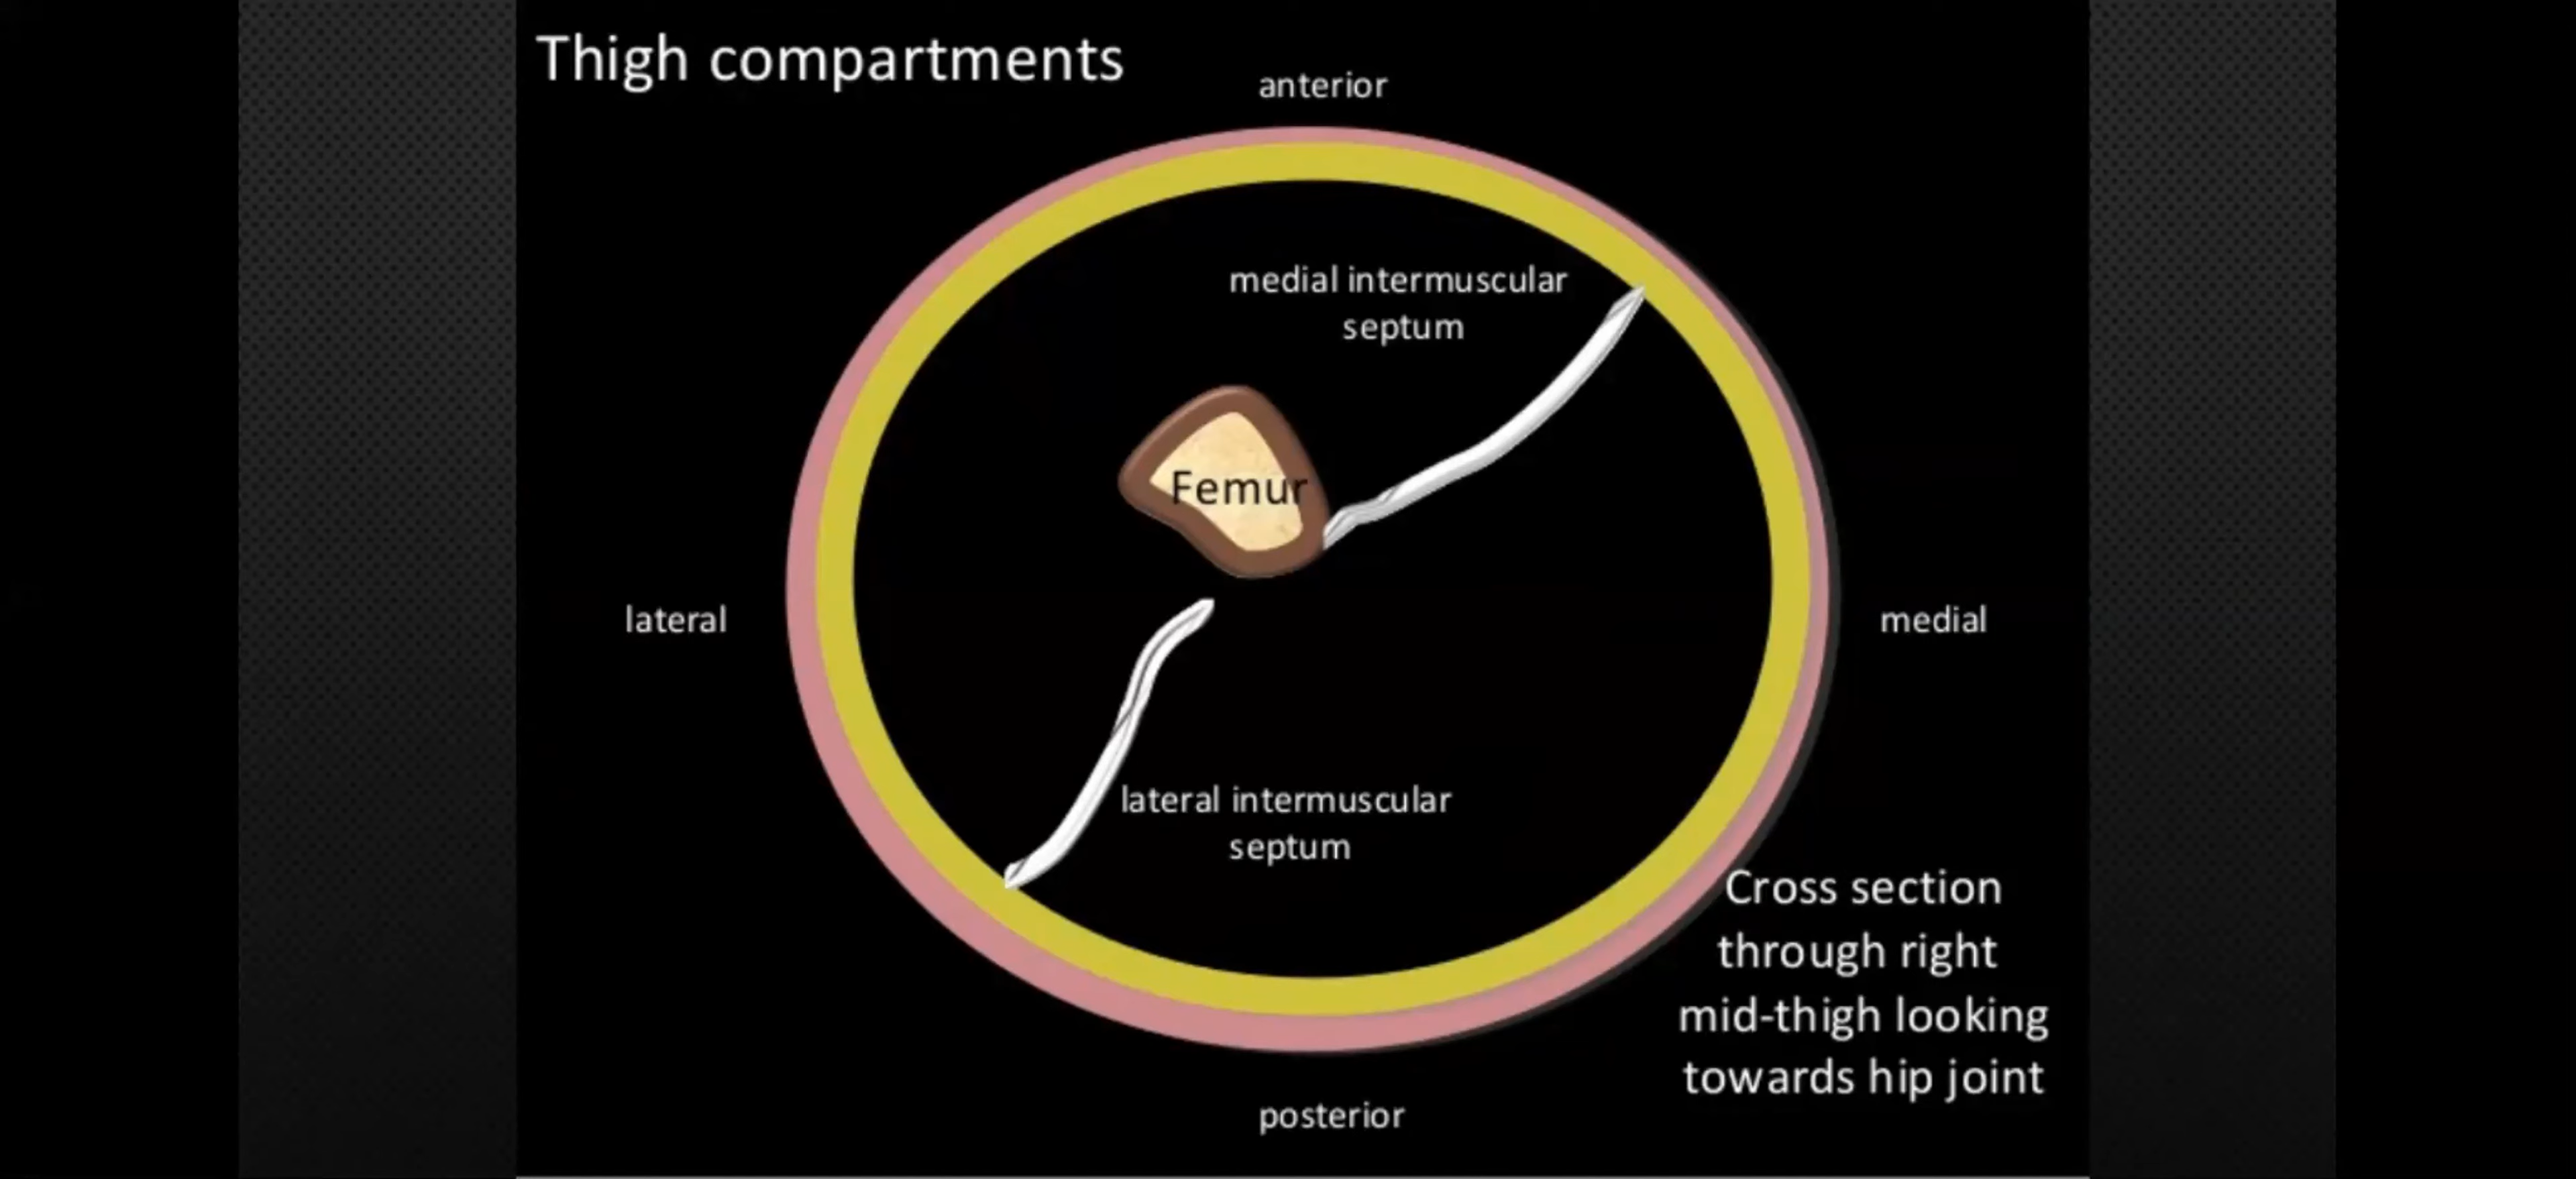 Thigh compartments
anterior
medial intermuscular
septum
Femur
lateral
medial
lateral intermuscular
septum
Cross section
through right
mid-thigh looking
towards hip joint
posterior